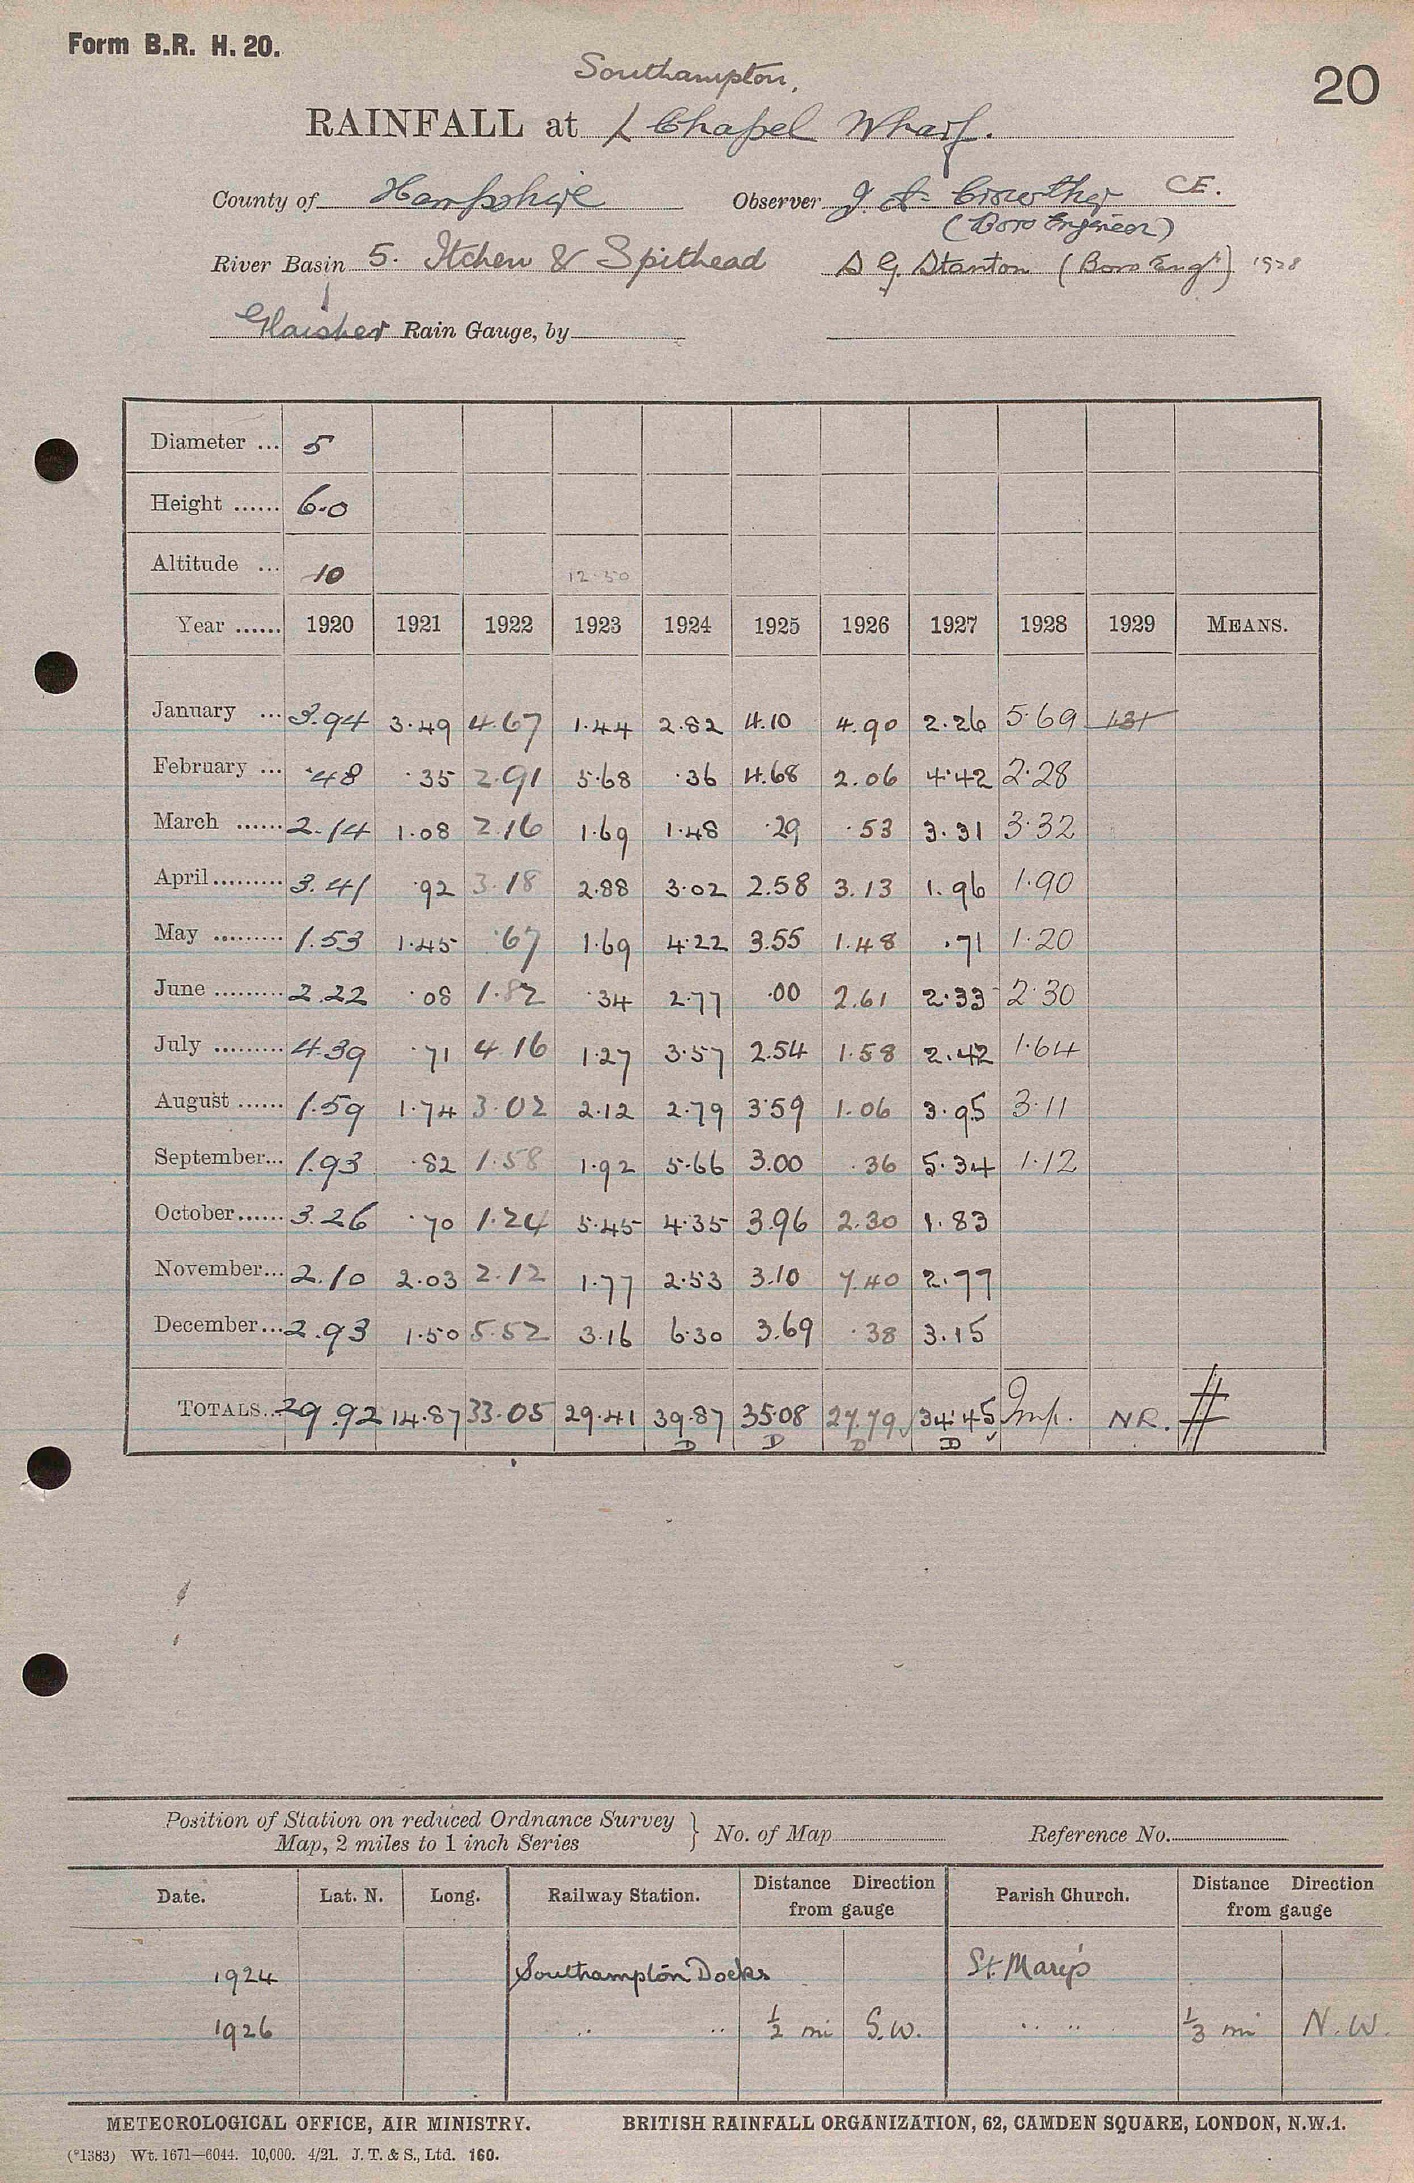 Form B.R. H. 20.
20
Southampton,
RAINFALL at Chapel Wharf.
County of Hampshire Observer J. A. Crowther C.E.
(Boro Engineer)
River Basin 5. Itchen & Spithead S G. Stanton (Boro Engr) 1928
Glaisher Rain Gauge, by
Diameter ... 5
Height ...... 6.0
Altitude ... 10 12.50
Year ...... 1920 1921 1922 1923 1924 1925 1926 1927 1928 1929 MEANS.
January ... 3.94 3.49 4.67 1.44 2.82 4.10 4.90 2.26 5.69 1.31
February ... .48 .35 2.91 5.68 .36 4.68 2.06 4.42 2.28
March ...... 2.14 1.08 2.16 1.69 1.48 .29 .53 3.31 3.32
April......... 3.41 .92 3.18 2.88 3.02 2.58 3.13 1.96 1.90
May ......... 1.53 1.45 .67 1.69 4.22 3.55 1.48 .71 1.20
June ......... 2.22 .08 1.82 .34 2.77 .00 2.61 2.33 2.30
July ......... 4.39 .71 4.16 1.27 3.57 2.54 1.58 2.42 1.64
August ...... 1.59 1.74 3.02 2.12 2.79 3.59 1.06 3.95 3.11
September... 1.93 .82 1.58 1.92 5.66 3.00 .36 5.34 1.12
October...... 3.26 .70 1.24 5.45 4.35 3.96 2.30 1.83
November... 2.10 2.03 2.12 1.77 2.53 3.10 7.40 2.77
December... 2.93 1.50 5.52 3.16 6.30 3.69 .38 3.15
TOTALS... 29.92 14.87 33.05 29.41 39.87 35.08 27.79 34.45 Imp. NR. #
D D D D
Position of Station on reduced Ordnance Survey
Map, 2 miles to 1 inch Series } No. of Map Reference No.
Date. Lat. N. Long. Railway Station. Distance Direction from gauge Parish Church. Distance Direction from gauge
1924 Southampton Docks St. Mary's
1926 " " ½ mi S.W. " " ⅓ mi N.W.
METEOROLOGICAL OFFICE, AIR MINISTRY. BRITISH RAINFALL ORGANIZATION, 62, CAMDEN SQUARE, LONDON, N.W.1.
(*1383) Wt. 1671—6044. 10,000. 4/21. J. T. & S., Ltd. 160.